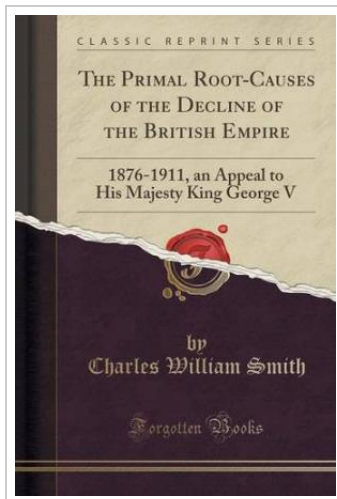 CLASSIC REPRINT SERIES
THE PRIMAL ROOT-CAUSES
OF THE DECLINE OF
THE BRITISH EMPIRE
1876-1911, an Appeal to
His Majesty King George V
F
by
Charles William Smith
Forgotten Books